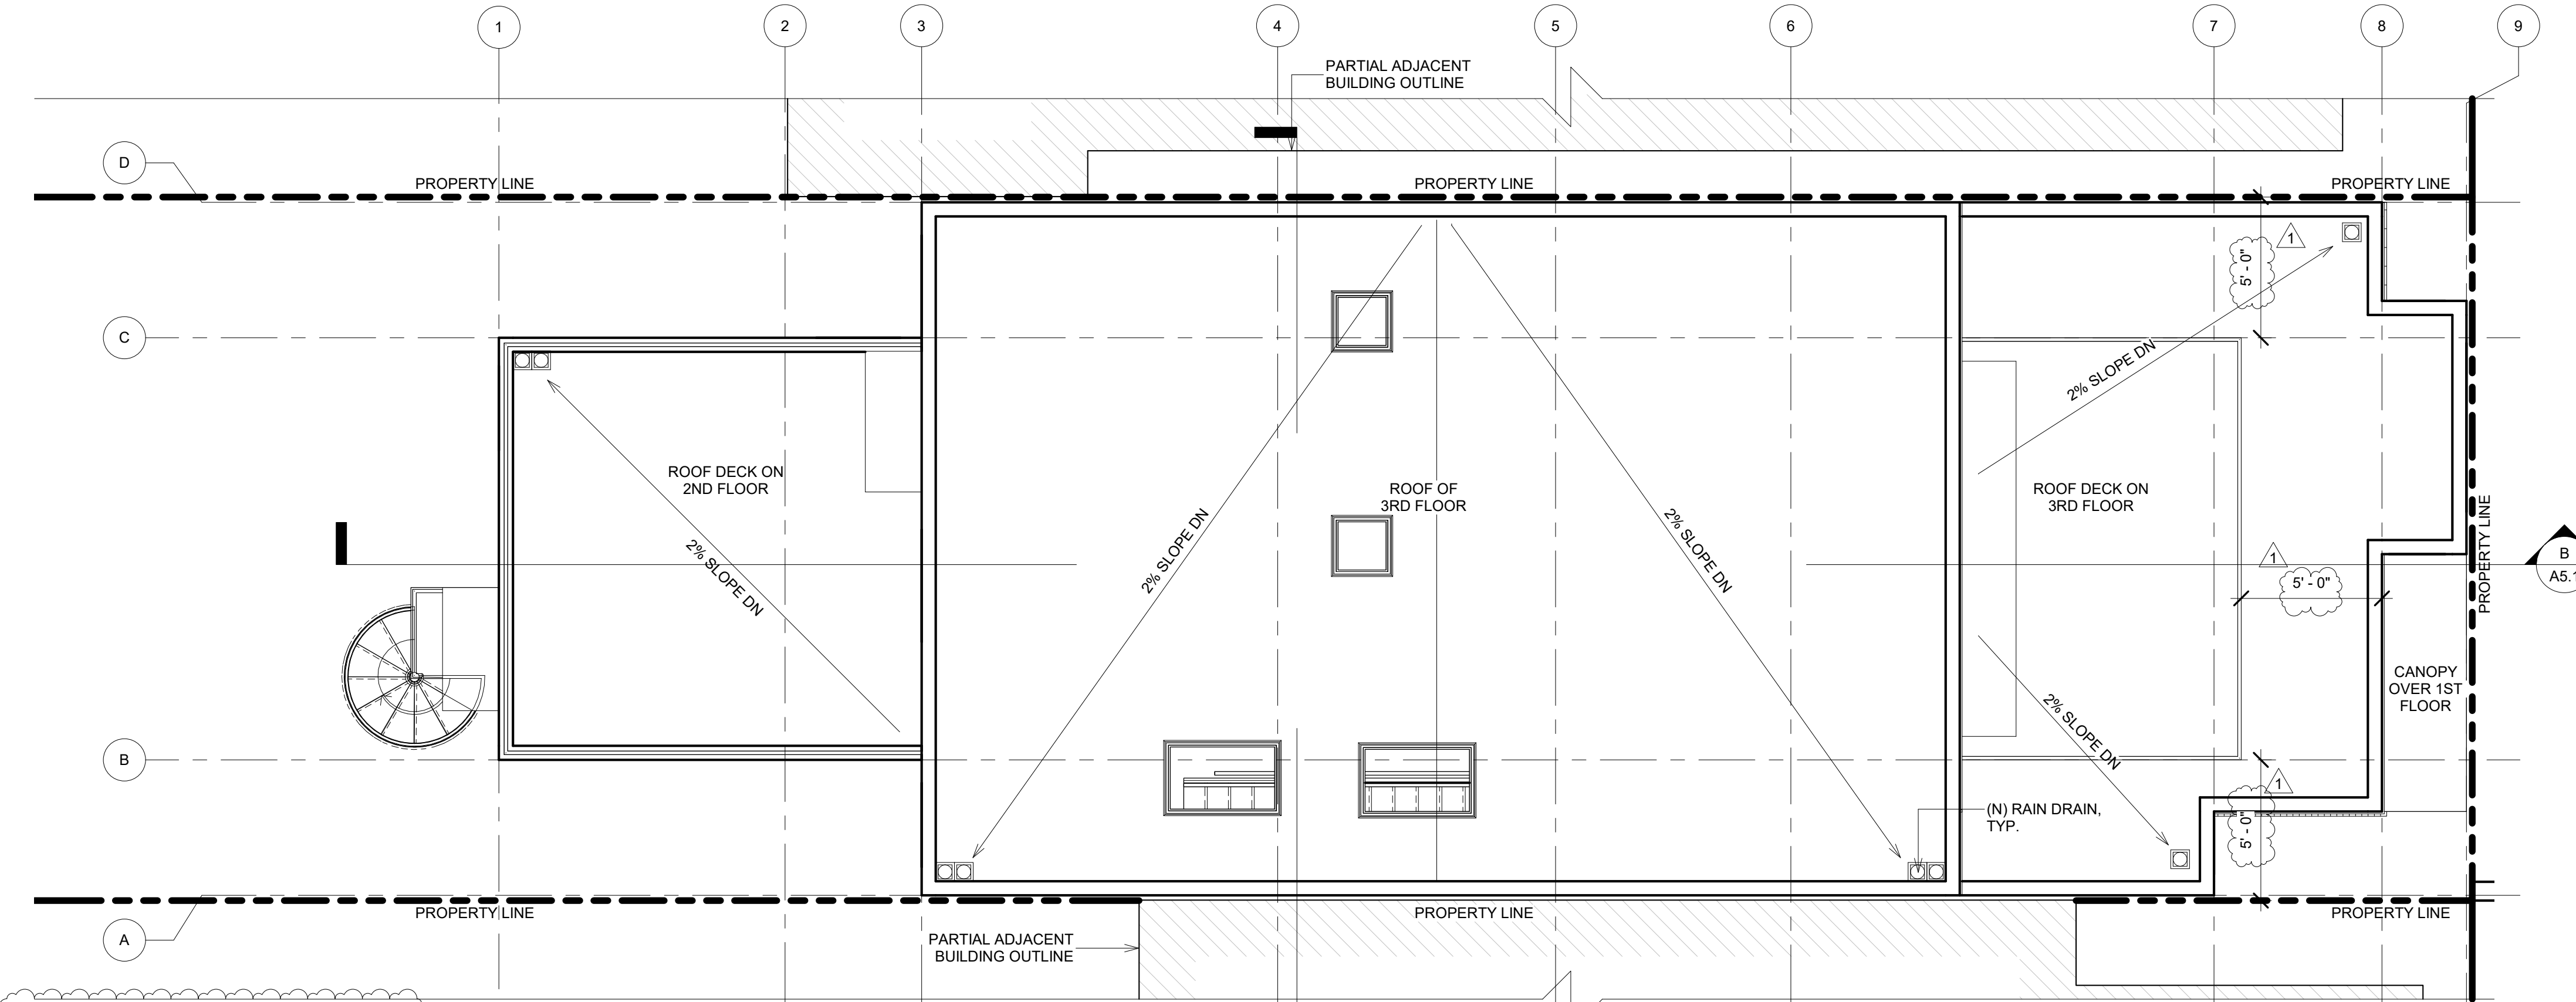 1
2
3
4
5
6
7
8
9
PARTIAL ADJACENT
BUILDING OUTLINE
D
PROPERTY LINE
PROPERTY LINE
PROPERTY LINE
1
5' - 0"
C
2% SLOPE DN
ROOF DECK ON
2ND FLOOR
ROOF OF
3RD FLOOR
ROOF DECK ON
3RD FLOOR
2% SLOPE DN
2% SLOPE DN
2% SLOPE DN
PROPERTY LINE
1
5' - 0"
B
A5.1
CANOPY
OVER 1ST
FLOOR
2% SLOPE DN
B
1
5' - 0"
(N) RAIN DRAIN,
TYP.
PROPERTY LINE
PROPERTY LINE
PROPERTY LINE
A
PARTIAL ADJACENT
BUILDING OUTLINE